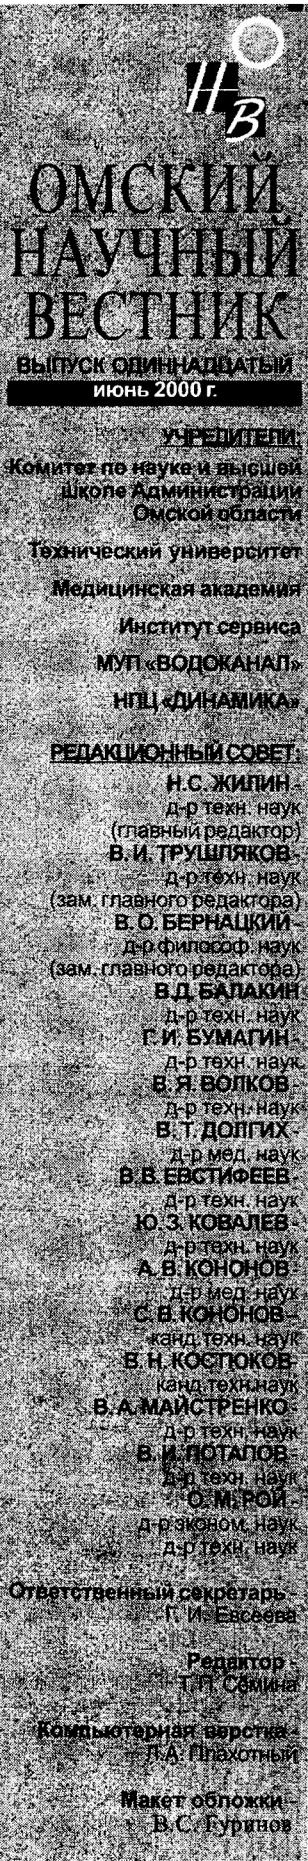 НВ
ОМСКИЙ
НАУЧНЫЙ
ВЕСТНИК
ВЫПУСК ОДИННАДЦАТЫЙ
июнь 2000 г.
УЧРЕДИТЕЛИ:
Комитет по науке и высшей
школе Администрации
Омской области
Технический университет
Медицинская академия
Институт сервиса
МУП «ВОДОКАНАЛ»
НПЦ «ДИНАМИКА»
РЕДАКЦИОННЫЙ СОВЕТ:
Н.С. ЖИЛИН -
д-р техн. наук
(главный редактор)
В. И. ТРУШЛЯКОВ -
д-р техн. наук
(зам. главного редактора)
В. О. БЕРНАЦКИЙ -
д-р философ. наук
(зам. главного редактора)
В.Д. БАЛАКИН
д-р техн. наук
Г. И. БУМАГИН -
д-р техн. наук
В. Я. ВОЛКОВ -
д-р техн. наук
В. Т. ДОЛГИХ -
д-р мед. наук
В. В. ЕВСТИФЕЕВ -
д-р техн. наук
Ю. З. КОВАЛЕВ -
д-р техн. наук
А. В. КОНОНОВ -
д-р мед. наук
С. В. КОНОНОВ -
канд. техн. наук
В. Н. КОСТЮКОВ-
канд.техн.наук
В. А. МАЙСТРЕНКО -
д-р техн. наук
В. И. ПОТАПОВ -
д-р техн. наук
О. М. РОЙ -
д-р эконом. наук
д-р техн. наук
Ответственный секретарь -
Г. И. Евсеева
Редактор -
Т.П. Сёмина
Компьютерная верстка -
Л.А. Плахотный
Макет обложки -
В.С. Гуринов